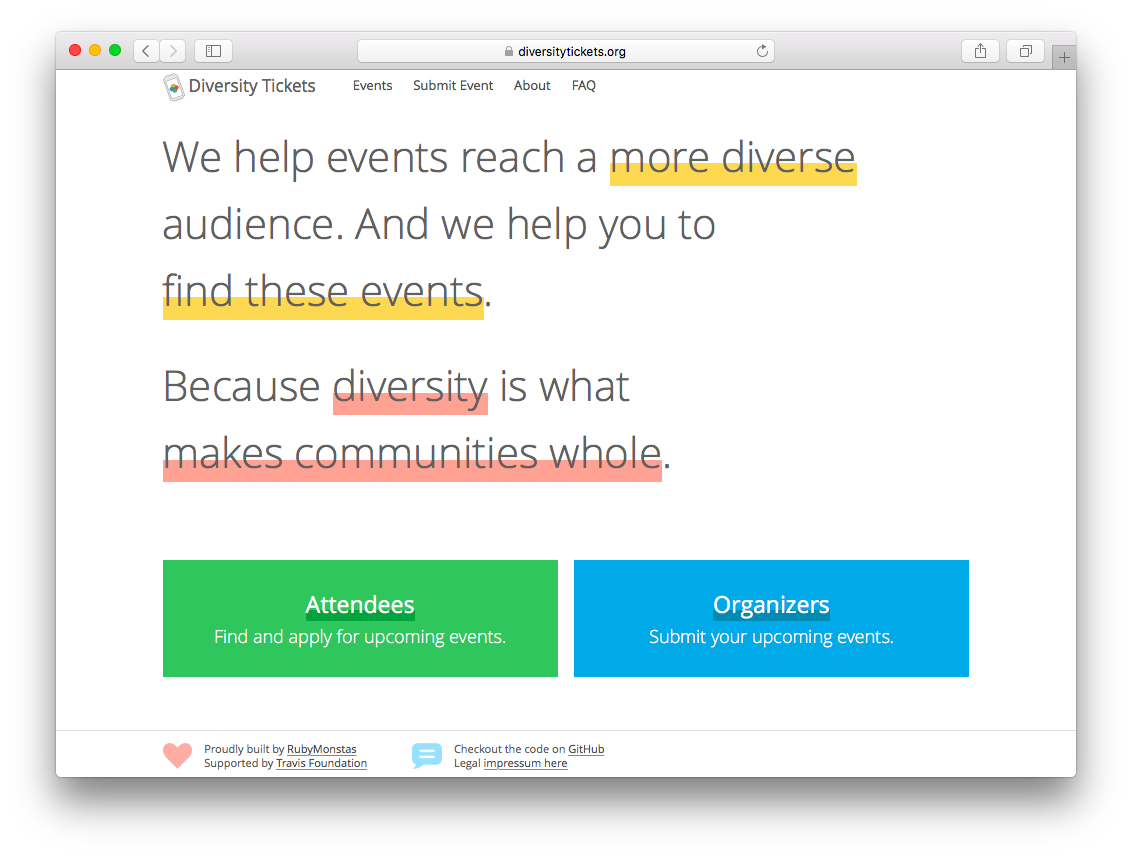 diversitytickets.org
Diversity Tickets Events Submit Event About FAQ
We help events reach a more diverse
audience. And we help you to
find these events.
Because diversity is what
makes communities whole.
Attendees
Find and apply for upcoming events.
Organizers
Submit your upcoming events.
Proudly built by RubyMonstas
Supported by Travis Foundation
Checkout the code on GitHub
Legal impressum here